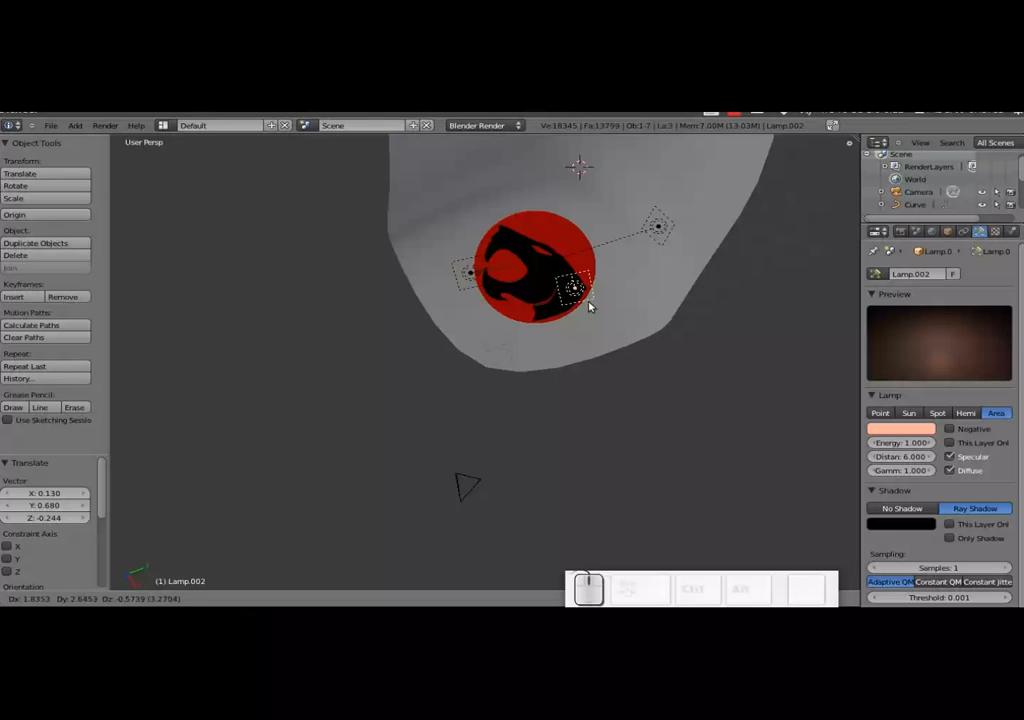 File Add Render Help Default Scene Blender Render Ve:18345 | Fa:13799 | Ob:1-7 | La:3 | Mem:7.00M (13.03M) | Lamp.002
Object Tools
User Persp
View Search All Scenes
Transform:
Scene
Translate
RenderLayers
Rotate
World
Scale
Camera
Curve
Origin
Object:
Duplicate Objects
Lamp.0 Lamp.002
Delete
Join
Lamp.002 F
Keyframes:
Preview
Insert Remove
Motion Paths:
Calculate Paths
Clear Paths
Repeat:
Repeat Last
History...
Grease Pencil:
Lamp
Draw Line Erase
Point Sun Spot Hemi Area
Use Sketching Sessio
Negative
Energy: 1.000 This Layer Onl
Distan: 6.000 Specular
Translate
Gamm: 1.000 Diffuse
Vector
X: 0.130
Shadow
Y: 0.680
No Shadow Ray Shadow
Z: -0.244
This Layer Onl
Constraint Axis
Only Shadow
X
Y
Sampling:
Z
Samples: 1
(1) Lamp.002
Adaptive QM Constant QM Constant Jitte
Orientation
Ctrl Alt
Threshold: 0.001
Dx: 1.8353 Dy: 2.6453 Dz: -0.5739 (3.2704)